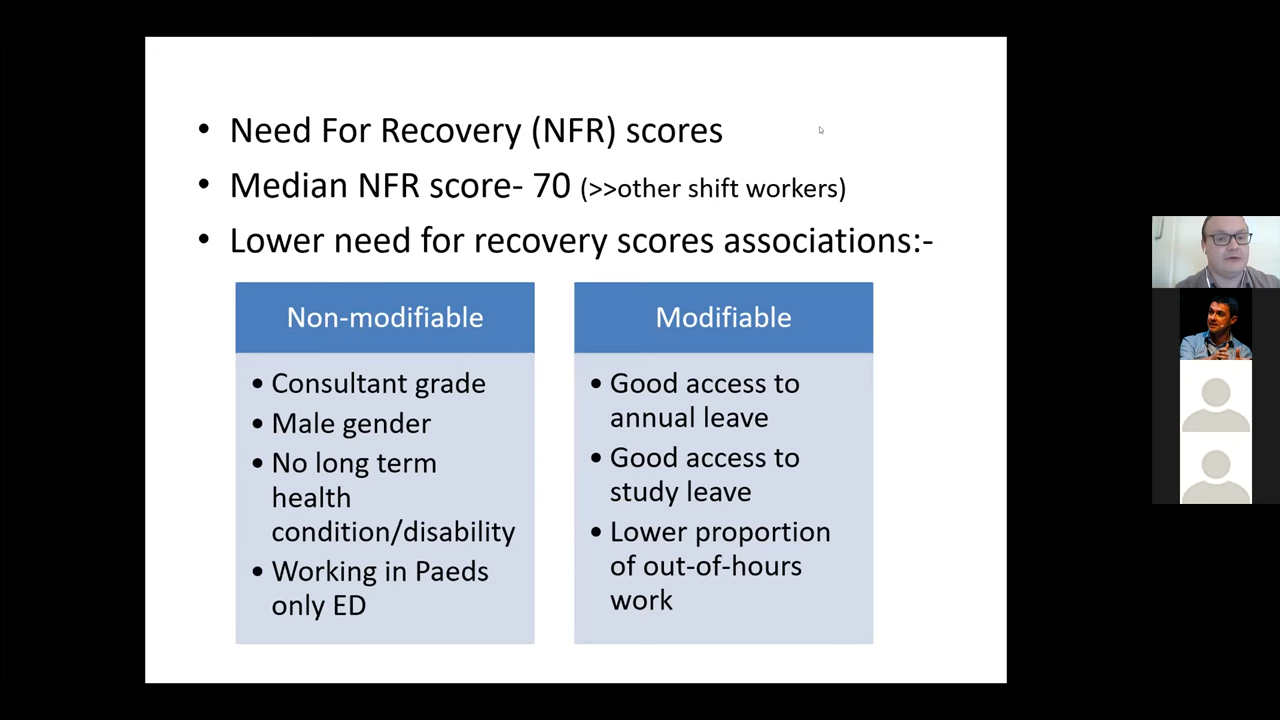 • Need For Recovery (NFR) scores
• Median NFR score- 70 (>>other shift workers)
• Lower need for recovery scores associations:-
Non-modifiable
• Consultant grade
• Male gender
• No long term
health
condition/disability
• Working in Paeds
only ED
Modifiable
• Good access to
annual leave
• Good access to
study leave
• Lower proportion
of out-of-hours
work